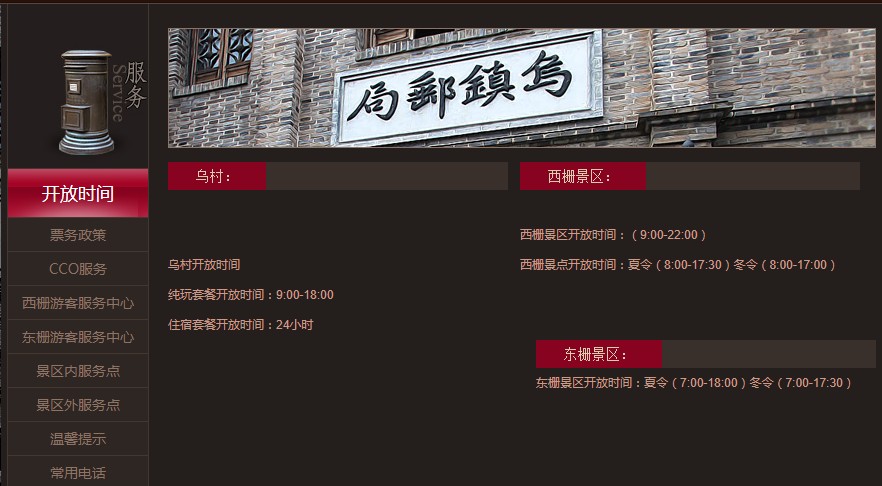 服务
Service
开放时间
票务政策
CCO服务
西栅游客服务中心
东栅游客服务中心
景区内服务点
景区外服务点
温馨提示
常用电话
局郵鎮烏
乌村：
乌村开放时间
纯玩套餐开放时间：9:00-18:00
住宿套餐开放时间：24小时
西栅景区：
西栅景区开放时间：（9:00-22:00）
西栅景点开放时间：夏令（8:00-17:30）冬令（8:00-17:00）
东栅景区：
东栅景区开放时间：夏令（7:00-18:00）冬令（7:00-17:30）